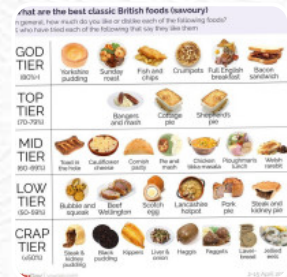 What are the best classic British foods (savoury)
general, how much do you like or dislike each of the following foods?
who have tried each of the following that say they like them
GOD TIER (80%+)
Yorkshire pudding
Sunday roast
Fish and chips
Crumpets
Full English breakfast
Bacon sandwich
TOP TIER (70-79%)
Bangers and mash
Cottage pie
Shepherd's pie
MID TIER (60-69%)
Toad in the hole
Cauliflower cheese
Cornish pasty
Pie and mash
Chicken tikka masala
Ploughman's lunch
Welsh rarebit
LOW TIER (50-59%)
Bubble and squeak
Beef Wellington
Scotch egg
Lancashire hotpot
Pork pie
Steak and kidney pie
CRAP TIER (<50%)
Steak & kidney pudding
Black pudding
Kippers
Liver & onion
Haggis
Faggots
Laver-bread
Jellied eels